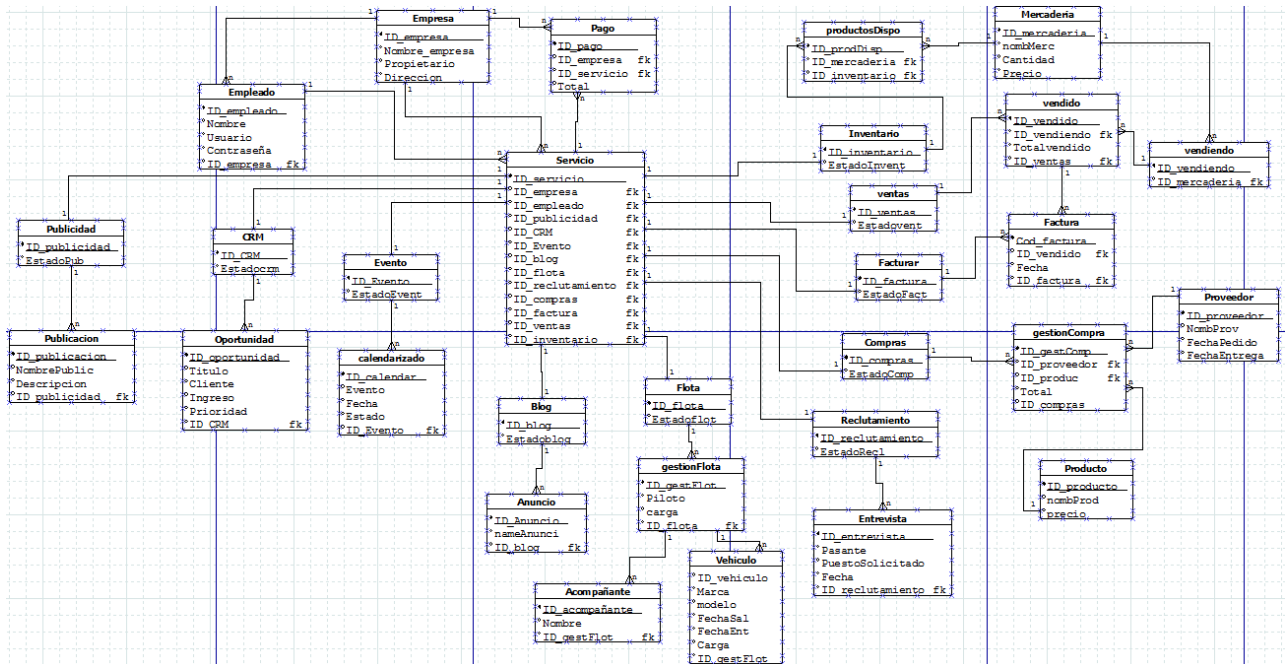 Empresa
ID_empresa
Nombre_empresa
Propietario
Direccion
Pago
ID_pago
ID_empresa fk
ID_servicio fk
Total
productosDispo
ID_prodDisp
ID_mercaderia fk
ID_inventario fk
Mercaderia
ID_mercaderia
nombMerc
Cantidad
Precio
Empleado
ID_empleado
Nombre
Usuario
Contraseña
ID_empresa fk
vendido
ID_vendido
ID_vendiendo fk
Totalvendido
ID_ventas fk
Inventario
ID_inventario
EstadoInvent
vendiendo
ID_vendiendo
ID_mercaderia fk
Servicio
ID_servicio
ID_empresa fk
ID_empleado fk
ID_publicidad fk
ID_CRM fk
ID_Evento fk
ID_blog fk
ID_flota fk
ID_reclutamiento fk
ID_compras fk
ID_factura fk
ID_ventas fk
ID_inventario fk
ventas
ID_ventas
Estadovent
Publicidad
ID_publicidad
EstadoPub
CRM
ID_CRM
Estadocrm
Evento
ID_Evento
EstadoEvent
Facturar
ID_factura
EstadoFact
Factura
Cod_factura
ID_vendido fk
Fecha
ID_factura fk
Proveedor
ID_proveedor
NombProv
FechaPedido
FechaEntrega
Publicacion
ID_publicacion
NombrePublic
Descripcion
ID_publicidad fk
Oportunidad
ID_oportunidad
Titulo
Cliente
Ingreso
Prioridad
ID_CRM fk
calendarizado
ID_calendar
Evento
Fecha
Estado
ID_Evento fk
Compras
ID_compras
EstadoComp
gestionCompra
ID_gestComp
ID_proveedor fk
ID_produc fk
Total
ID_compras
Blog
ID_blog
Estadoblog
Flota
ID_flota
Estadoflot
Reclutamiento
ID_reclutamiento
EstadoRecl
gestionFlota
ID_gestFlot
Piloto
carga
ID_flota fk
Producto
ID_producto
nombProd
precio
Anuncio
ID_Anuncio
nameAnunci
ID_blog fk
Entrevista
ID_entrevista
Pasante
PuestoSolicitado
Fecha
ID_reclutamiento fk
Acompañante
ID_acompañante
Nombre
ID_gestFlot fk
Vehiculo
ID_vehiculo
Marca
modelo
FechaSal
FechaEnt
Carga
ID_gestFlot